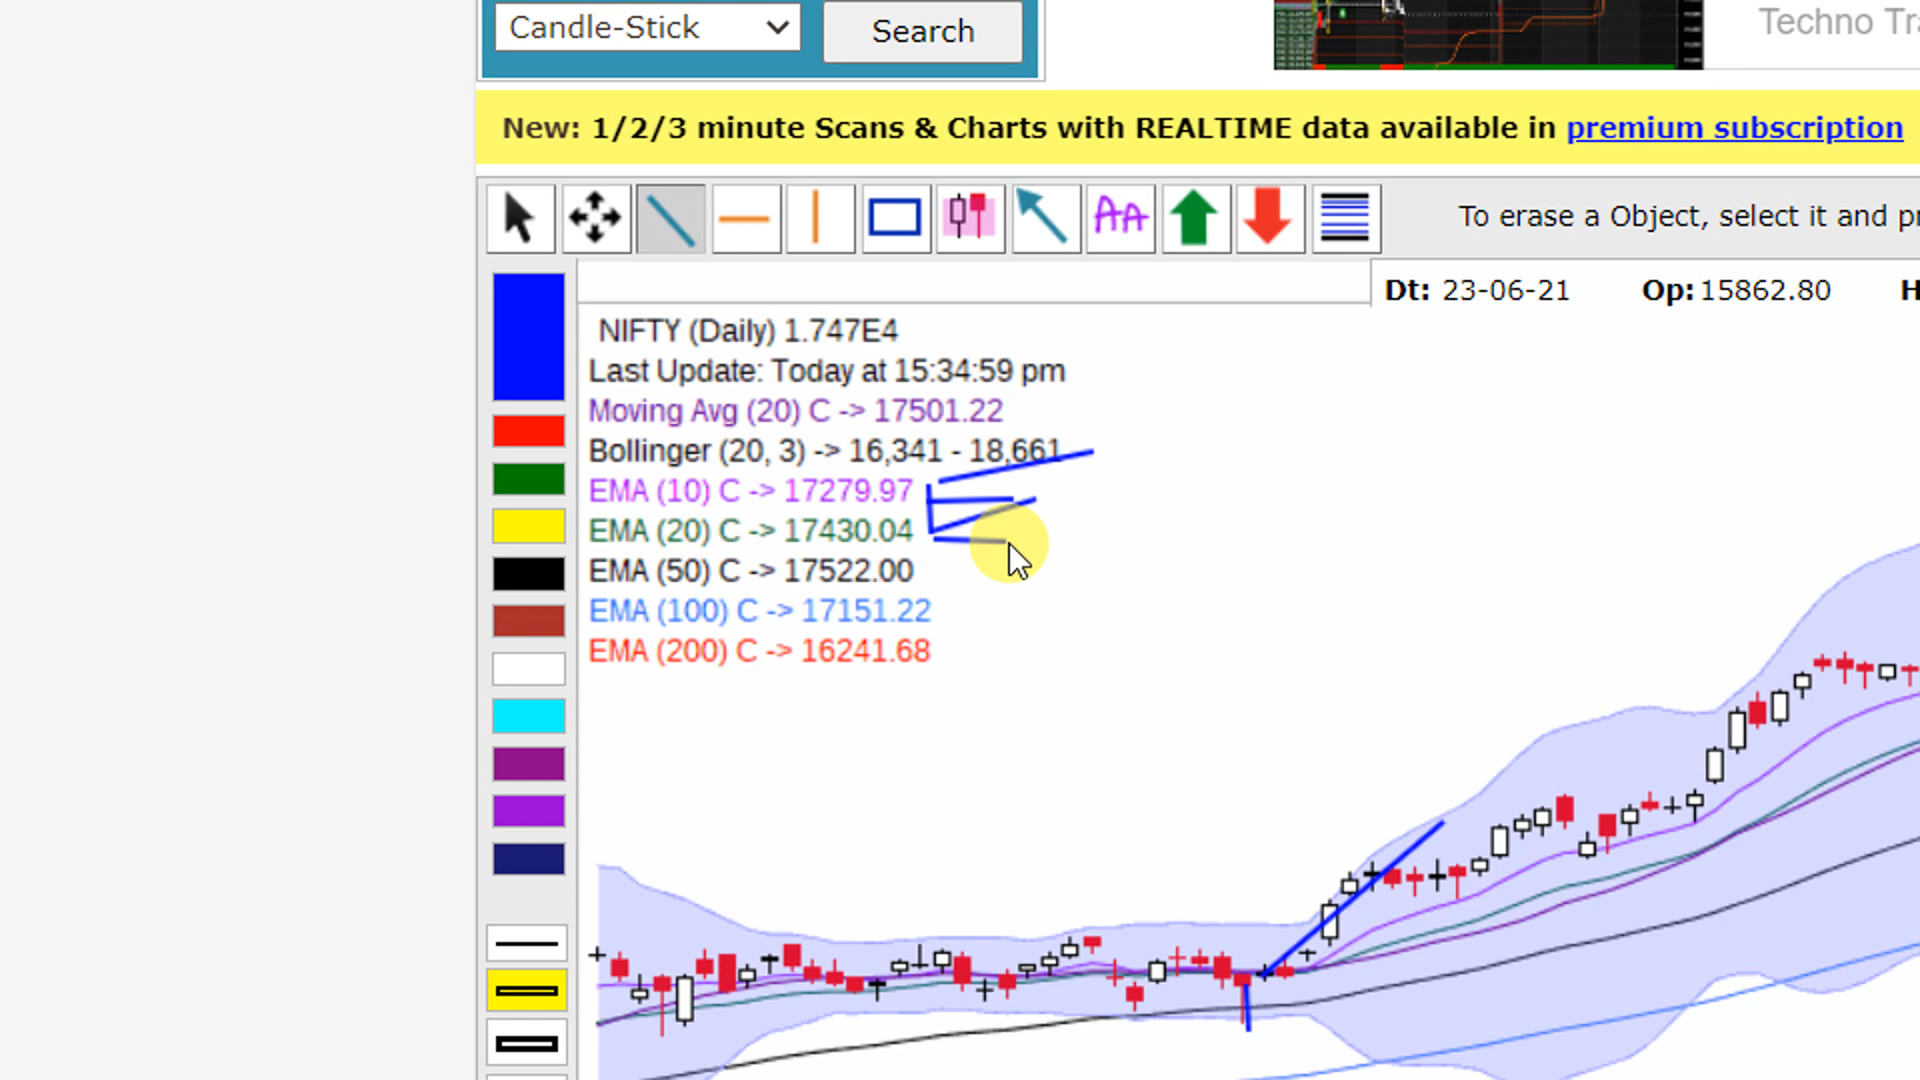 Candle-Stick
Search
Techno Tra
New: 1/2/3 minute Scans & Charts with REALTIME data available in premium subscription
AA
To erase a Object, select it and pr
Dt: 23-06-21 Op: 15862.80 H
NIFTY (Daily) 1.747E4
Last Update: Today at 15:34:59 pm
Moving Avg (20) C -> 17501.22
Bollinger (20, 3) -> 16,341 - 18,661
EMA (10) C -> 17279.97
EMA (20) C -> 17430.04
EMA (50) C -> 17522.00
EMA (100) C -> 17151.22
EMA (200) C -> 16241.68